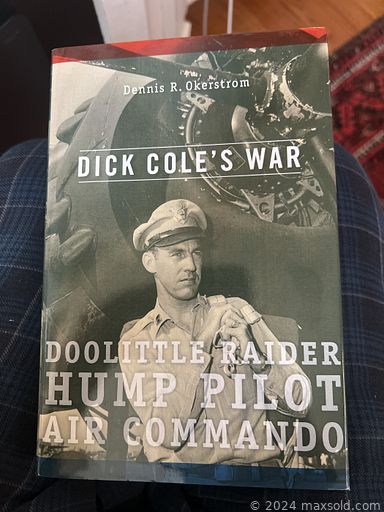 Dennis R. Okerstrom
DICK COLE'S WAR
DOOLITTLE RAIDER
HUMP PILOT
AIR COMMANDO
© 2024 maxsold.com